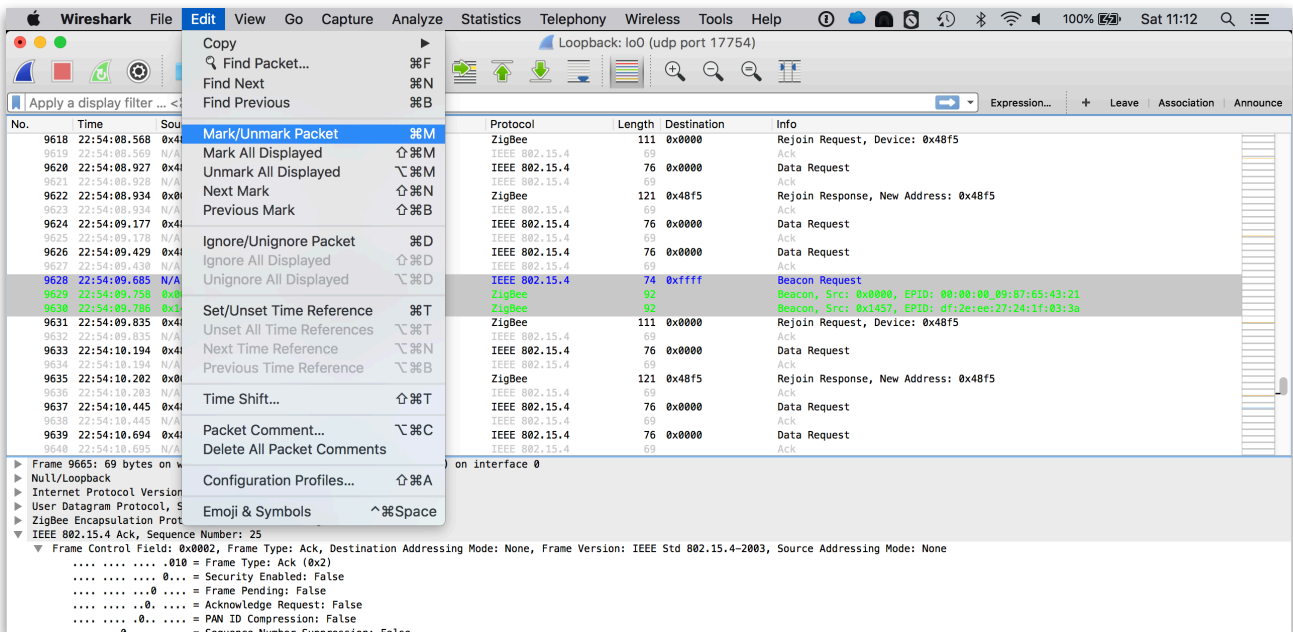 Wireshark File Edit View Go Capture Analyze Statistics Telephony Wireless Tools Help 100% Sat 11:12
Loopback: lo0 (udp port 17754)
Copy
Find Packet... ⌘F
Find Next ⌘N
Find Previous ⌘B
Mark/Unmark Packet ⌘M
Mark All Displayed ⇧⌘M
Unmark All Displayed ⌥⌘M
Next Mark ⇧⌘N
Previous Mark ⇧⌘B
Ignore/Unignore Packet ⌘D
Ignore All Displayed ⇧⌘D
Unignore All Displayed ⌥⌘D
Set/Unset Time Reference ⌘T
Unset All Time References ⌥⌘T
Next Time Reference ⌥⌘N
Previous Time Reference ⌥⌘B
Time Shift... ⇧⌘T
Packet Comment... ⌥⌘C
Delete All Packet Comments
Configuration Profiles... ⇧⌘A
Emoji & Symbols ^⌘Space
Apply a display filter ... Expression... + Leave Association Announce
No. Time Sou Protocol Length Destination Info
9618 22:54:08.568 0x48 ZigBee 111 0x0000 Rejoin Request, Device: 0x48f5
9619 22:54:08.569 N/A IEEE 802.15.4 69 Ack
9620 22:54:08.927 0x48 IEEE 802.15.4 76 0x0000 Data Request
9621 22:54:08.928 N/A IEEE 802.15.4 69 Ack
9622 22:54:08.934 0x00 ZigBee 121 0x48f5 Rejoin Response, New Address: 0x48f5
9623 22:54:08.934 N/A IEEE 802.15.4 69 Ack
9624 22:54:09.177 0x48 IEEE 802.15.4 76 0x0000 Data Request
9625 22:54:09.178 N/A IEEE 802.15.4 69 Ack
9626 22:54:09.429 0x48 IEEE 802.15.4 76 0x0000 Data Request
9627 22:54:09.430 N/A IEEE 802.15.4 69 Ack
9628 22:54:09.685 N/A IEEE 802.15.4 74 0xffff Beacon Request
9629 22:54:09.758 0x00 ZigBee 92 Beacon, Src: 0x0000, EPID: 00:00:00_09:87:65:43:21
9630 22:54:09.786 0x14 ZigBee 92 Beacon, Src: 0x1457, EPID: df:2e:ee:27:24:1f:03:3a
9631 22:54:09.835 0x48 ZigBee 111 0x0000 Rejoin Request, Device: 0x48f5
9632 22:54:09.835 N/A IEEE 802.15.4 69 Ack
9633 22:54:10.194 0x48 IEEE 802.15.4 76 0x0000 Data Request
9634 22:54:10.194 N/A IEEE 802.15.4 69 Ack
9635 22:54:10.202 0x00 ZigBee 121 0x48f5 Rejoin Response, New Address: 0x48f5
9636 22:54:10.203 N/A IEEE 802.15.4 69 Ack
9637 22:54:10.445 0x48 IEEE 802.15.4 76 0x0000 Data Request
9638 22:54:10.445 N/A IEEE 802.15.4 69 Ack
9639 22:54:10.694 0x48 IEEE 802.15.4 76 0x0000 Data Request
9640 22:54:10.695 N/A IEEE 802.15.4 69 Ack
Frame 9665: 69 bytes on w ) on interface 0
Null/Loopback
Internet Protocol Version
User Datagram Protocol, S
ZigBee Encapsulation Prot
IEEE 802.15.4 Ack, Sequence Number: 25
Frame Control Field: 0x0002, Frame Type: Ack, Destination Addressing Mode: None, Frame Version: IEEE Std 802.15.4-2003, Source Addressing Mode: None
.... .... .... .010 = Frame Type: Ack (0x2)
.... .... .... 0... = Security Enabled: False
.... .... ...0 .... = Frame Pending: False
.... .... ..0. .... = Acknowledge Request: False
.... .... .0.. .... = PAN ID Compression: False
= Sequence Number Suppression: False